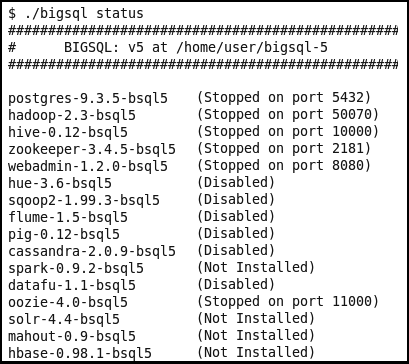 $ ./bigsql status
#################################################
#      BIGSQL: v5 at /home/user/bigsql-5
#################################################
postgres-9.3.5-bsql5    (Stopped on port 5432)
hadoop-2.3-bsql5        (Stopped on port 50070)
hive-0.12-bsql5         (Stopped on port 10000)
zookeeper-3.4.5-bsql5   (Stopped on port 2181)
webadmin-1.2.0-bsql5    (Stopped on port 8080)
hue-3.6-bsql5           (Disabled)
sqoop2-1.99.3-bsql5     (Disabled)
flume-1.5-bsql5         (Disabled)
pig-0.12-bsql5          (Disabled)
cassandra-2.0.9-bsql5   (Disabled)
spark-0.9.2-bsql5       (Not Installed)
datafu-1.1-bsql5        (Disabled)
oozie-4.0-bsql5         (Stopped on port 11000)
solr-4.4-bsql5          (Not Installed)
mahout-0.9-bsql5        (Not Installed)
hbase-0.98.1-bsql5      (Not Installed)